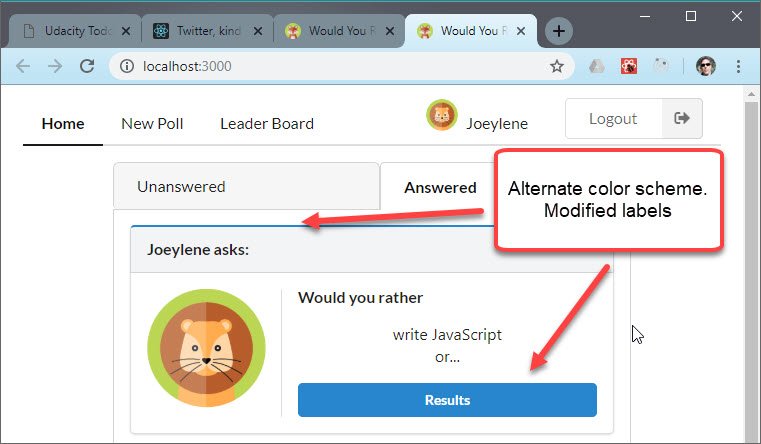 Udacity Todo
Twitter, kind
Would You R
Would You R
localhost:3000
Home
New Poll
Leader Board
Joeylene
Logout
Unanswered
Answered
Alternate color scheme.
Modified labels
Joeylene asks:
Would you rather
write JavaScript
or...
Results